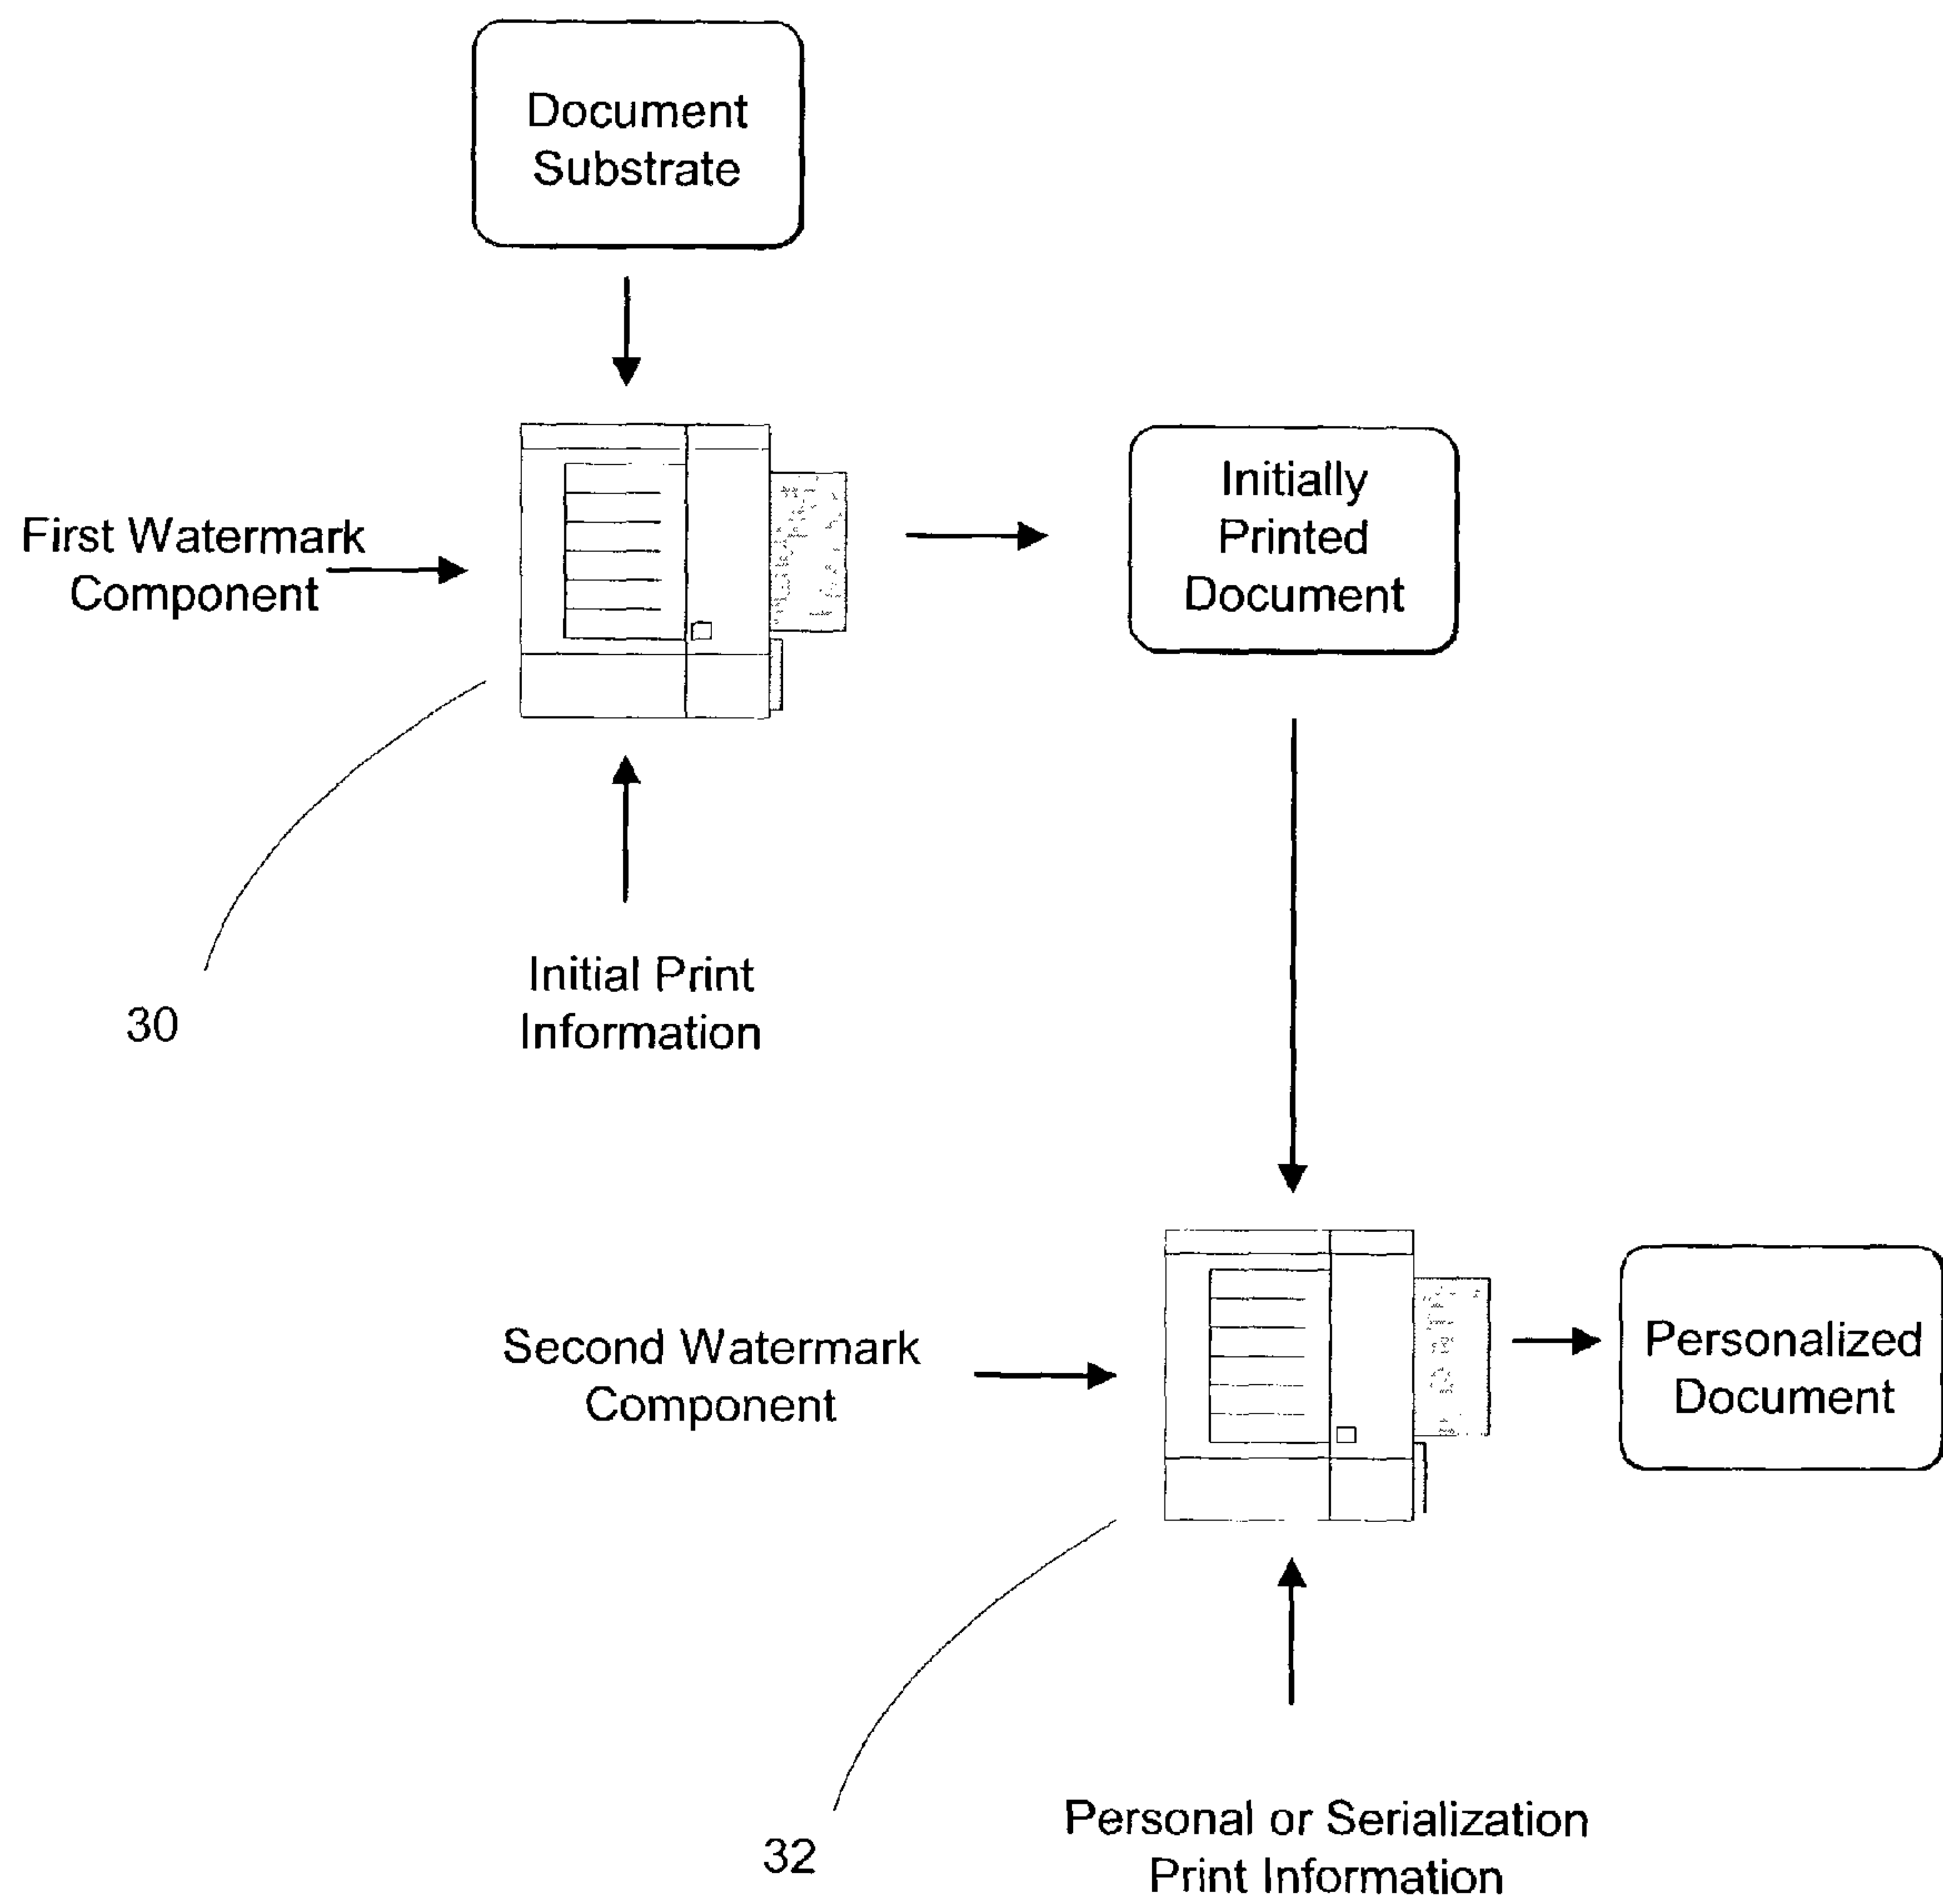 Document
Substrate
First Watermark
Component
Initially
Printed
Document
Initial Print
Information
30
Second Watermark
Component
Personalized
Document
Personal or Serialization
Print Information
32